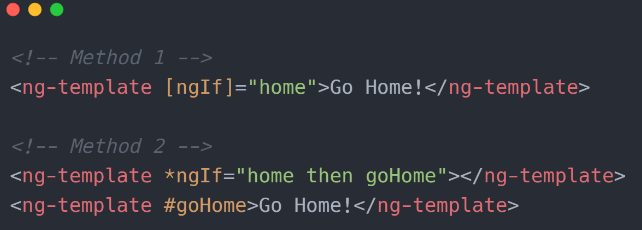 <!-- Method 1 -->
<ng-template [ngIf]="home">Go Home!</ng-template>
<!-- Method 2 -->
<ng-template *ngIf="home then goHome"></ng-template>
<ng-template #goHome>Go Home!</ng-template>